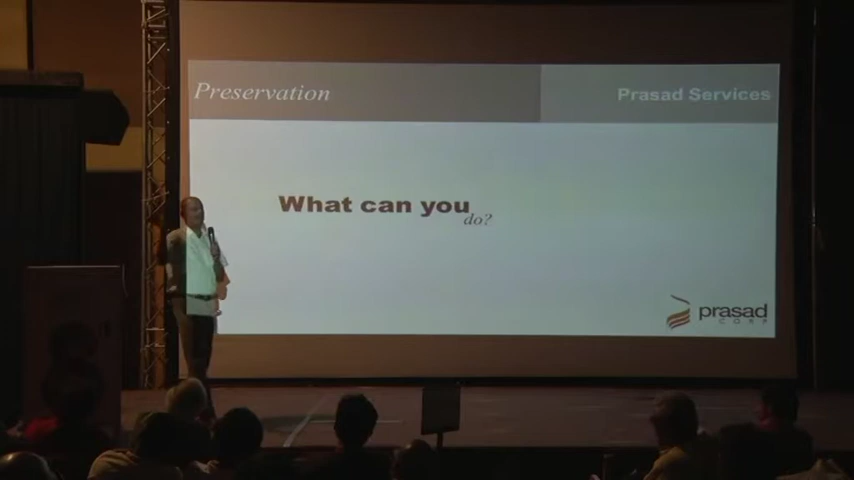 Preservation
Prasad Services
What can you
do?
prasad
CORP